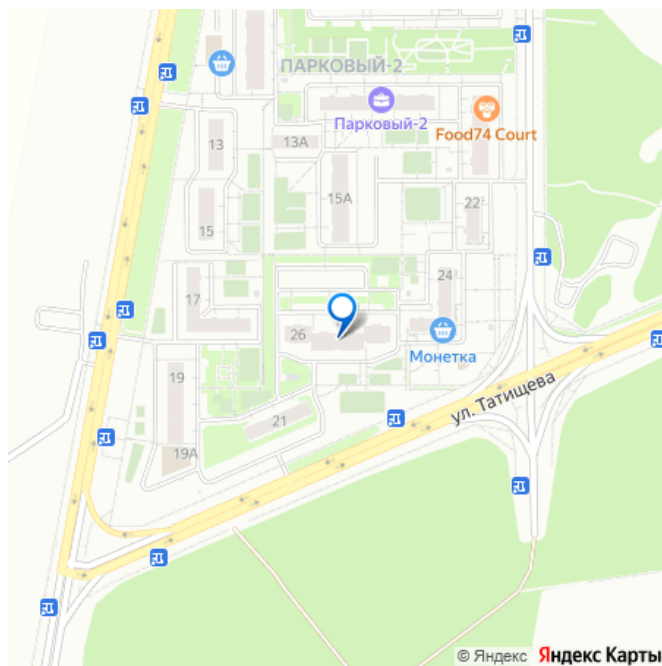 ПАРКОВЫЙ-2
Парковый-2
Food74 Court
13
13А
15А
22
15
24
17
26
Монетка
19
ул. Татищева
21
19А
© Яндекс Яндекс Карты